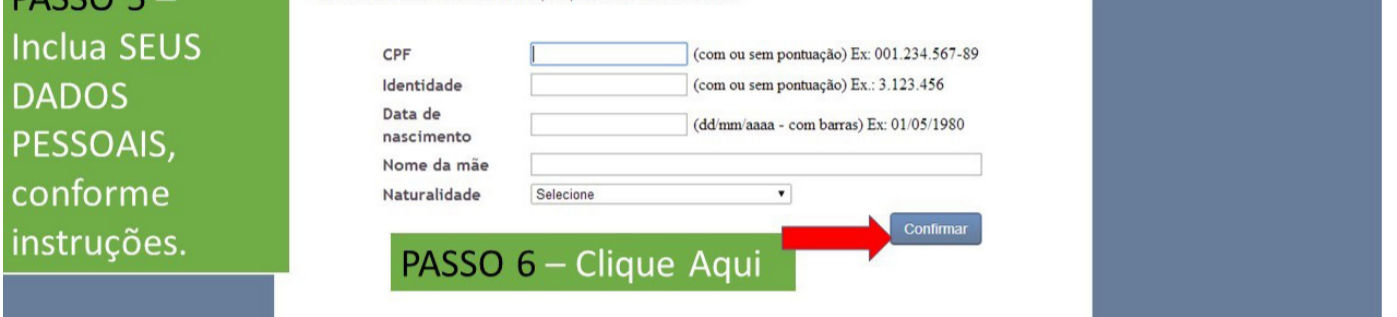 PASSO 5 –
Inclua SEUS
DADOS
PESSOAIS,
conforme
instruções.
CPF (com ou sem pontuação) Ex: 001.234.567-89
Identidade (com ou sem pontuação) Ex.: 3.123.456
Data de
nascimento (dd/mm/aaaa - com barras) Ex: 01/05/1980
Nome da mãe
Naturalidade Selecione
Confirmar
PASSO 6 – Clique Aqui